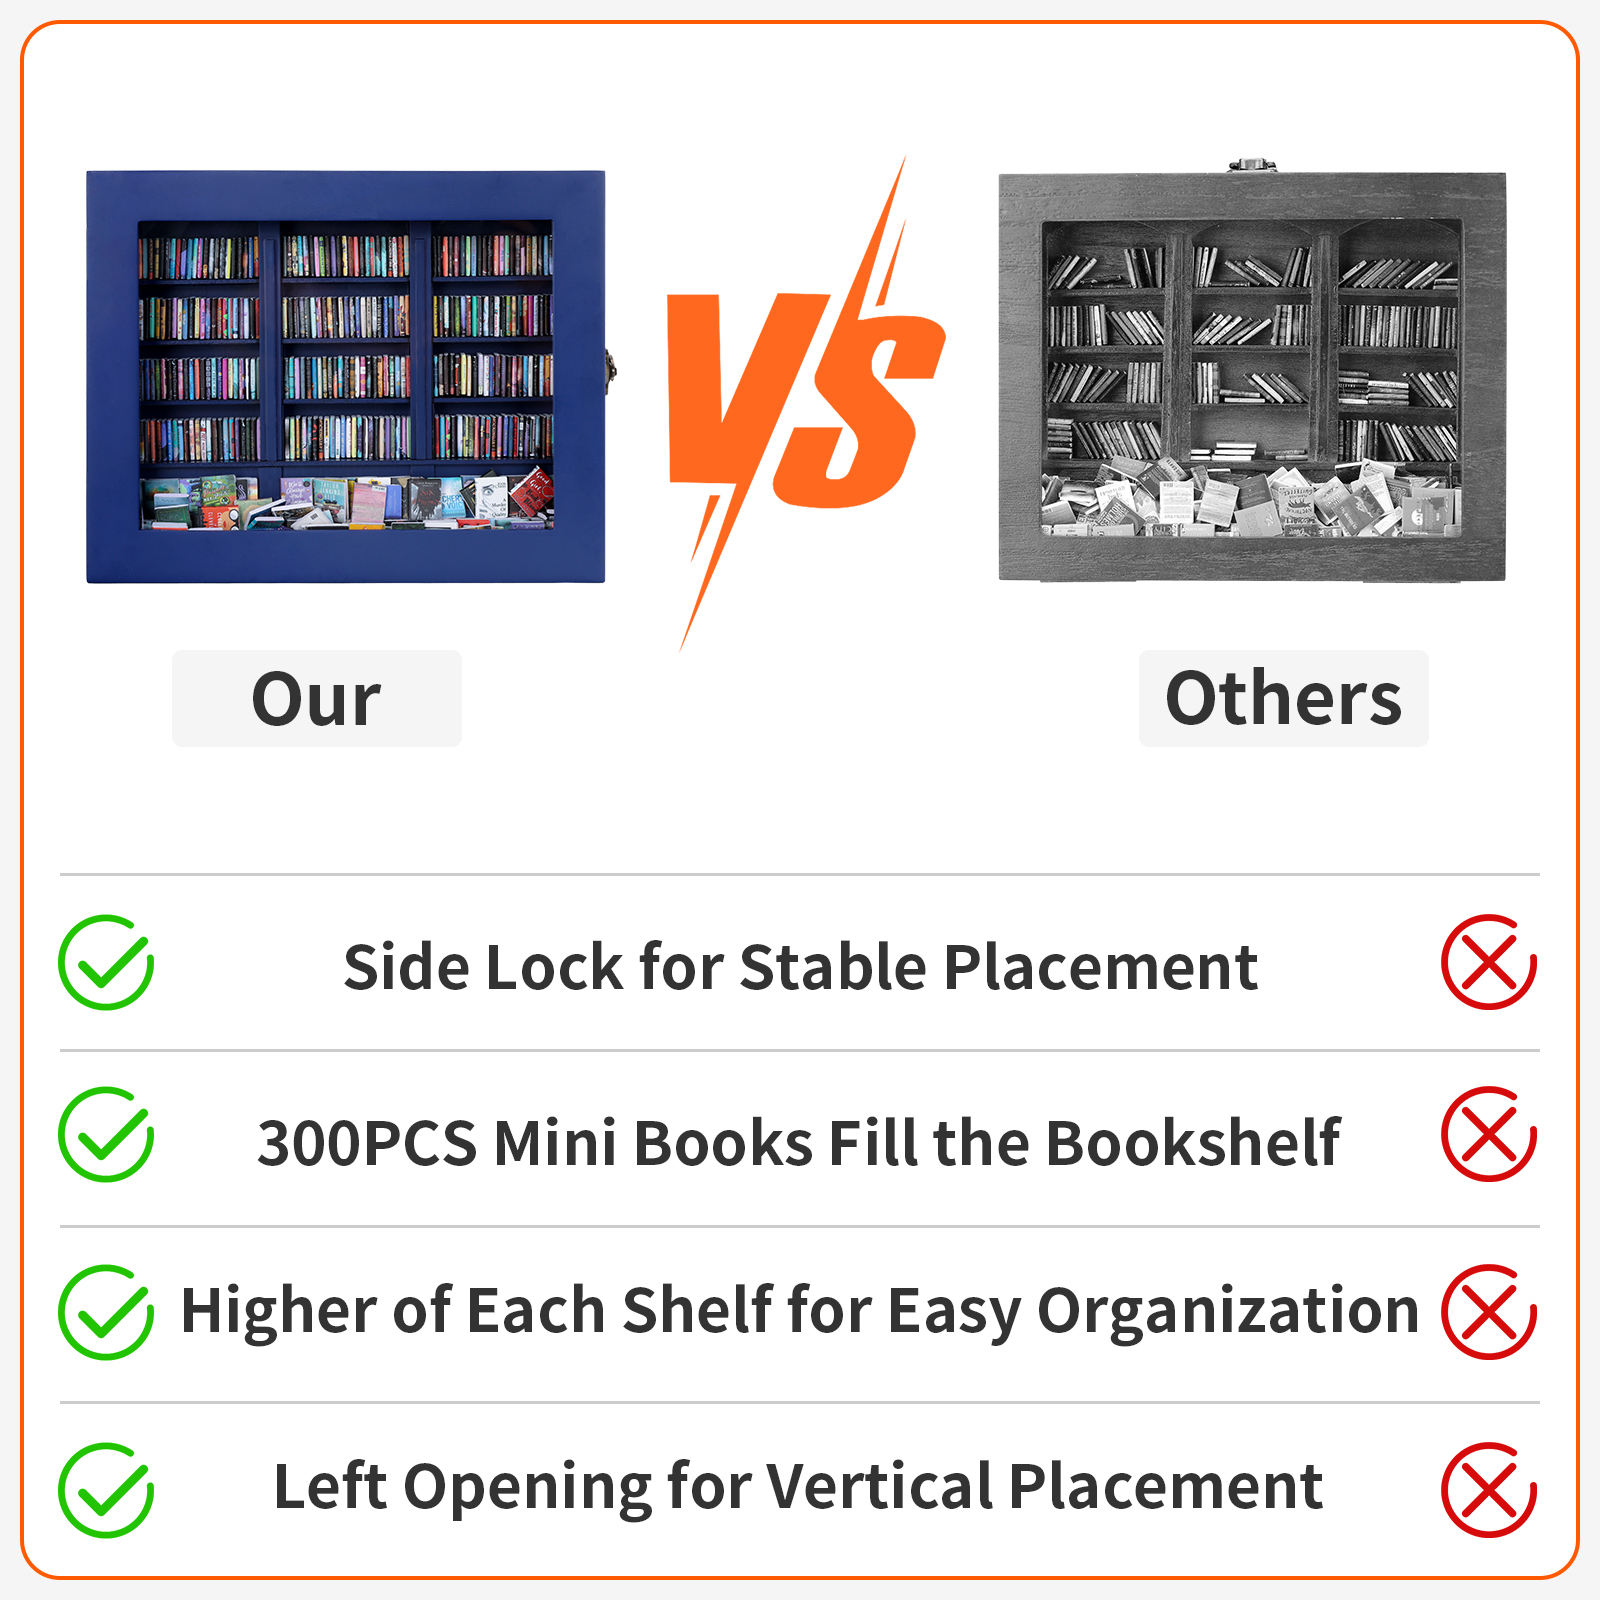 VS
Our
Others
Side Lock for Stable Placement
300PCS Mini Books Fill the Bookshelf
Higher of Each Shelf for Easy Organization
Left Opening for Vertical Placement